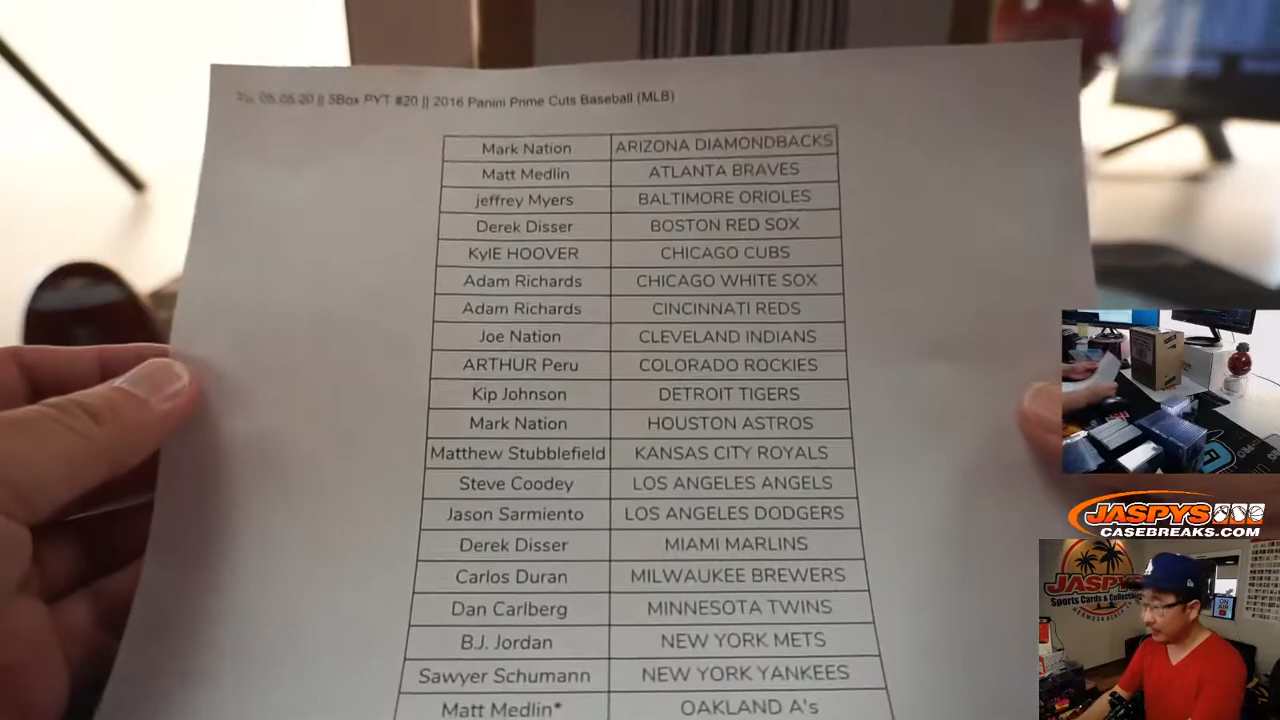 05.05.20 || 3Box PYT #20 || 2016 Panini Prime Cuts Baseball (MLB)
Mark Nation ARIZONA DIAMONDBACKS
Matt Medlin ATLANTA BRAVES
jeffrey Myers BALTIMORE ORIOLES
Derek Disser BOSTON RED SOX
KylE HOOVER CHICAGO CUBS
Adam Richards CHICAGO WHITE SOX
Adam Richards CINCINNATI REDS
Joe Nation CLEVELAND INDIANS
ARTHUR Peru COLORADO ROCKIES
Kip Johnson DETROIT TIGERS
Mark Nation HOUSTON ASTROS
Matthew Stubblefield KANSAS CITY ROYALS
Steve Coodey LOS ANGELES ANGELS
Jason Sarmiento LOS ANGELES DODGERS
Derek Disser MIAMI MARLINS
Carlos Duran MILWAUKEE BREWERS
Dan Carlberg MINNESOTA TWINS
B.J. Jordan NEW YORK METS
Sawyer Schumann NEW YORK YANKEES
Matt Medlin* OAKLAND A's
JASPYS
CASEBREAKS.COM
JASPYS
Sports Cards & Collectibles
HERMOSA BEACH
ON AIR